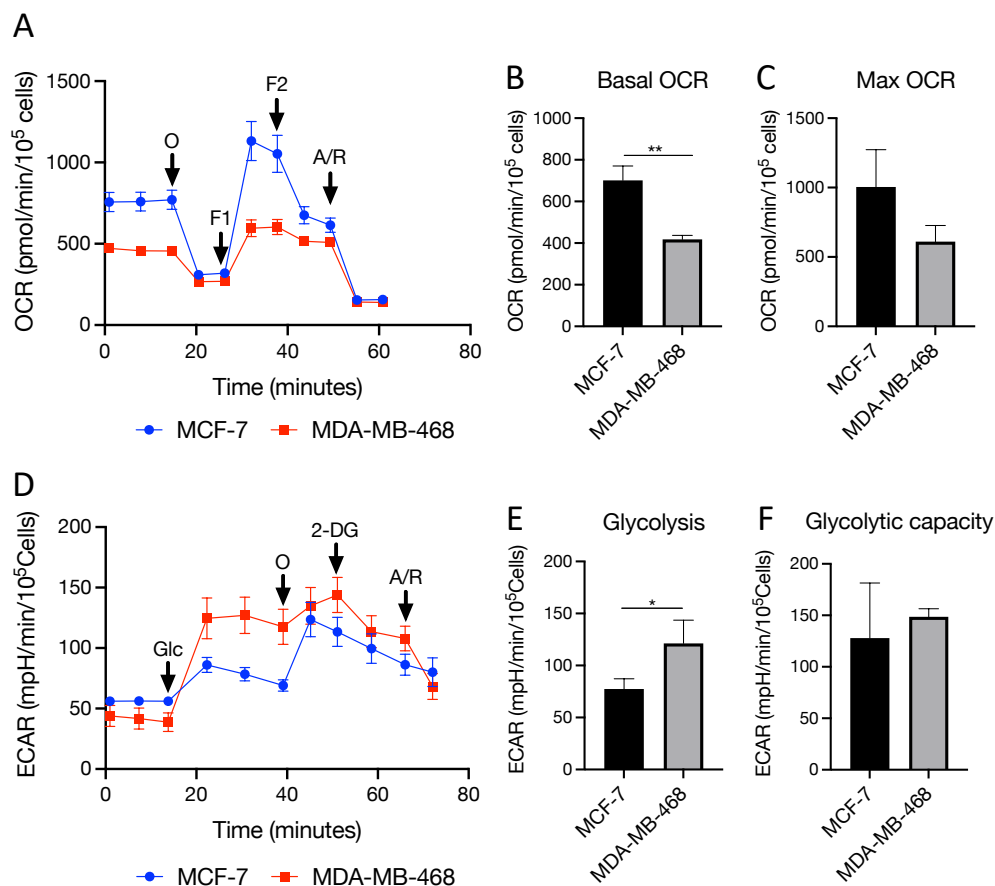 A
OCR (pmol/min/10⁵ cells)
1500
1000
500
0
O
F1
F2
A/R
0 20 40 60 80
Time (minutes)
MCF-7 MDA-MB-468
B
Basal OCR
OCR (pmol/min/10⁵ cells)
1000
800
600
400
200
0
**
MCF-7
MDA-MB-468
C
Max OCR
OCR (pmol/min/10⁵ cells)
1500
1000
500
0
MCF-7
MDA-MB-468
D
ECAR (mpH/min/10⁵Cells)
200
150
100
50
0
Glc
O
2-DG
A/R
0 20 40 60 80
Time (minutes)
MCF-7 MDA-MB-468
E
Glycolysis
ECAR (mpH/min/10⁵Cells)
200
150
100
50
0
*
MCF-7
MDA-MB-468
F
Glycolytic capacity
ECAR (mpH/min/10⁵Cells)
200
150
100
50
0
MCF-7
MDA-MB-468